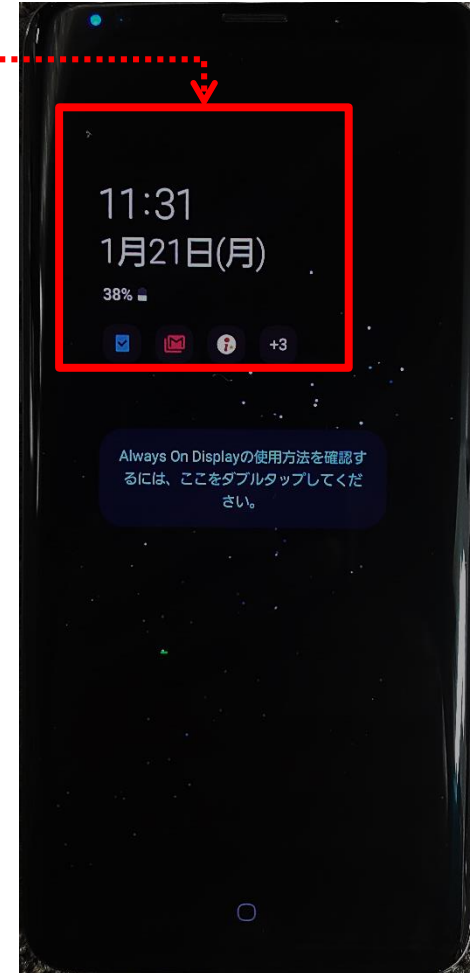 11:31
1月21日(月)
38%
+3
Always On Displayの使用方法を確認す
るには、ここをダブルタップしてくだ
さい。